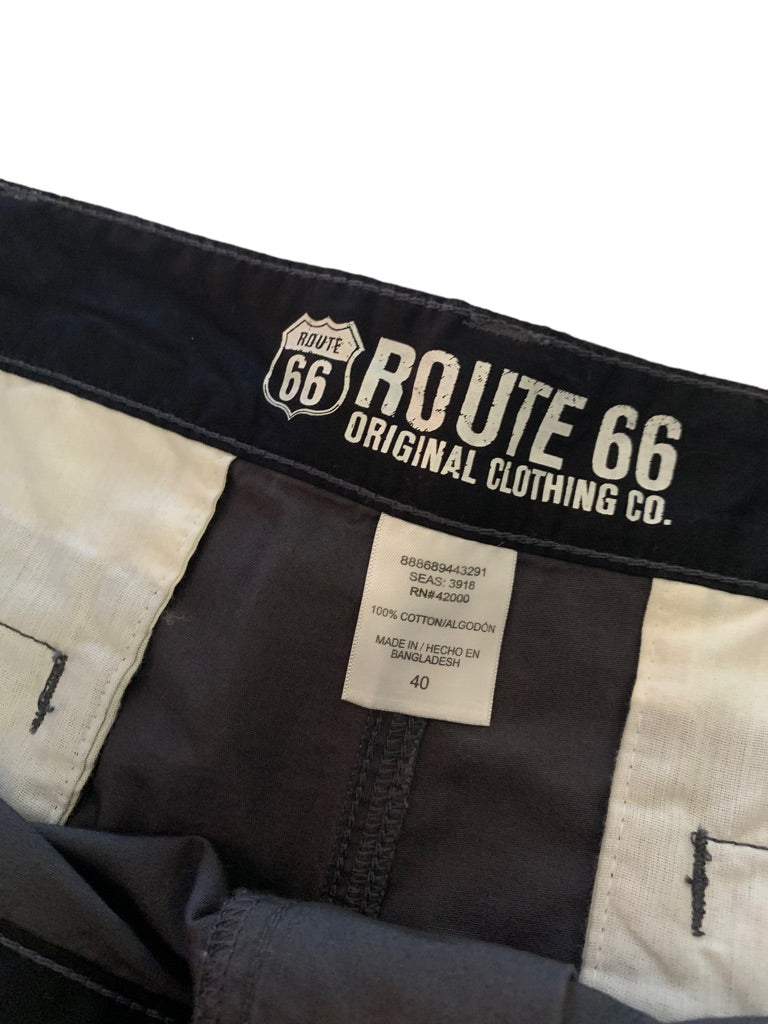 ROUTE
66
ROUTE 66
ORIGINAL CLOTHING CO.
888689443291
SEAS: 3918
RN#42000
100% COTTON/ALGODÓN
MADE IN / HECHO EN
BANGLADESH
40